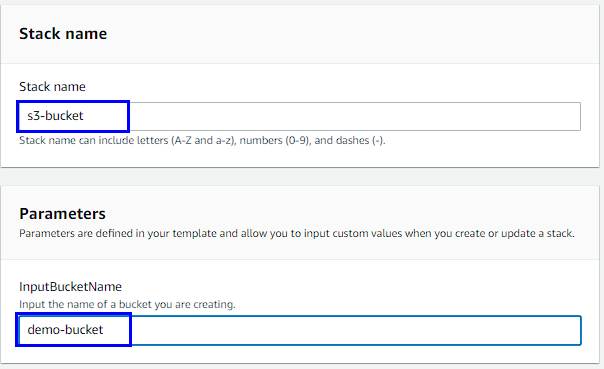 Stack name
Stack name
s3-bucket
Stack name can include letters (A-Z and a-z), numbers (0-9), and dashes (-).
Parameters
Parameters are defined in your template and allow you to input custom values when you create or update a stack.
InputBucketName
Input the name of a bucket you are creating.
demo-bucket